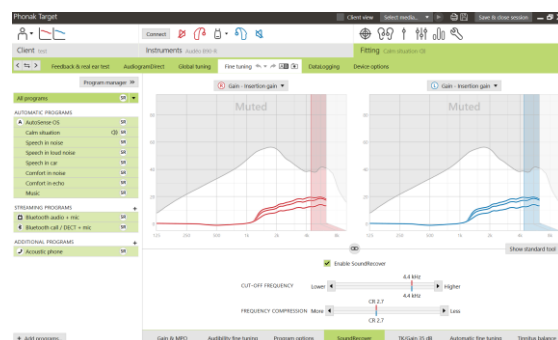 Phonak Target
Client view
Select media...
Save & close session
Connect
Client test
Instruments Audéo B90-R
Fitting Calm situation
Feedback & real ear test
AudiogramDirect
Global tuning
Fine tuning
DataLogging
Device options
Program manager
All programs
AUTOMATIC PROGRAMS
A AutoSense OS
Calm situation
Speech in noise
Speech in loud noise
Speech in car
Comfort in noise
Comfort in echo
Music
STREAMING PROGRAMS +
Bluetooth audio + mic
Bluetooth call / DECT + mic
ADDITIONAL PROGRAMS +
Acoustic phone
+ Add programs
R Gain - Insertion gain
Muted
L Gain - Insertion gain
Muted
Show standard tool
Enable SoundRecover
4.4 kHz
CUT-OFF FREQUENCY Lower Higher
4.4 kHz
CR 2.7
FREQUENCY COMPRESSION More Less
CR 2.7
Gain & MPO
Audibility fine tuning
Program options
SoundRecover
TK/Gain 35 dB
Automatic fine tuning
Tinnitus balance